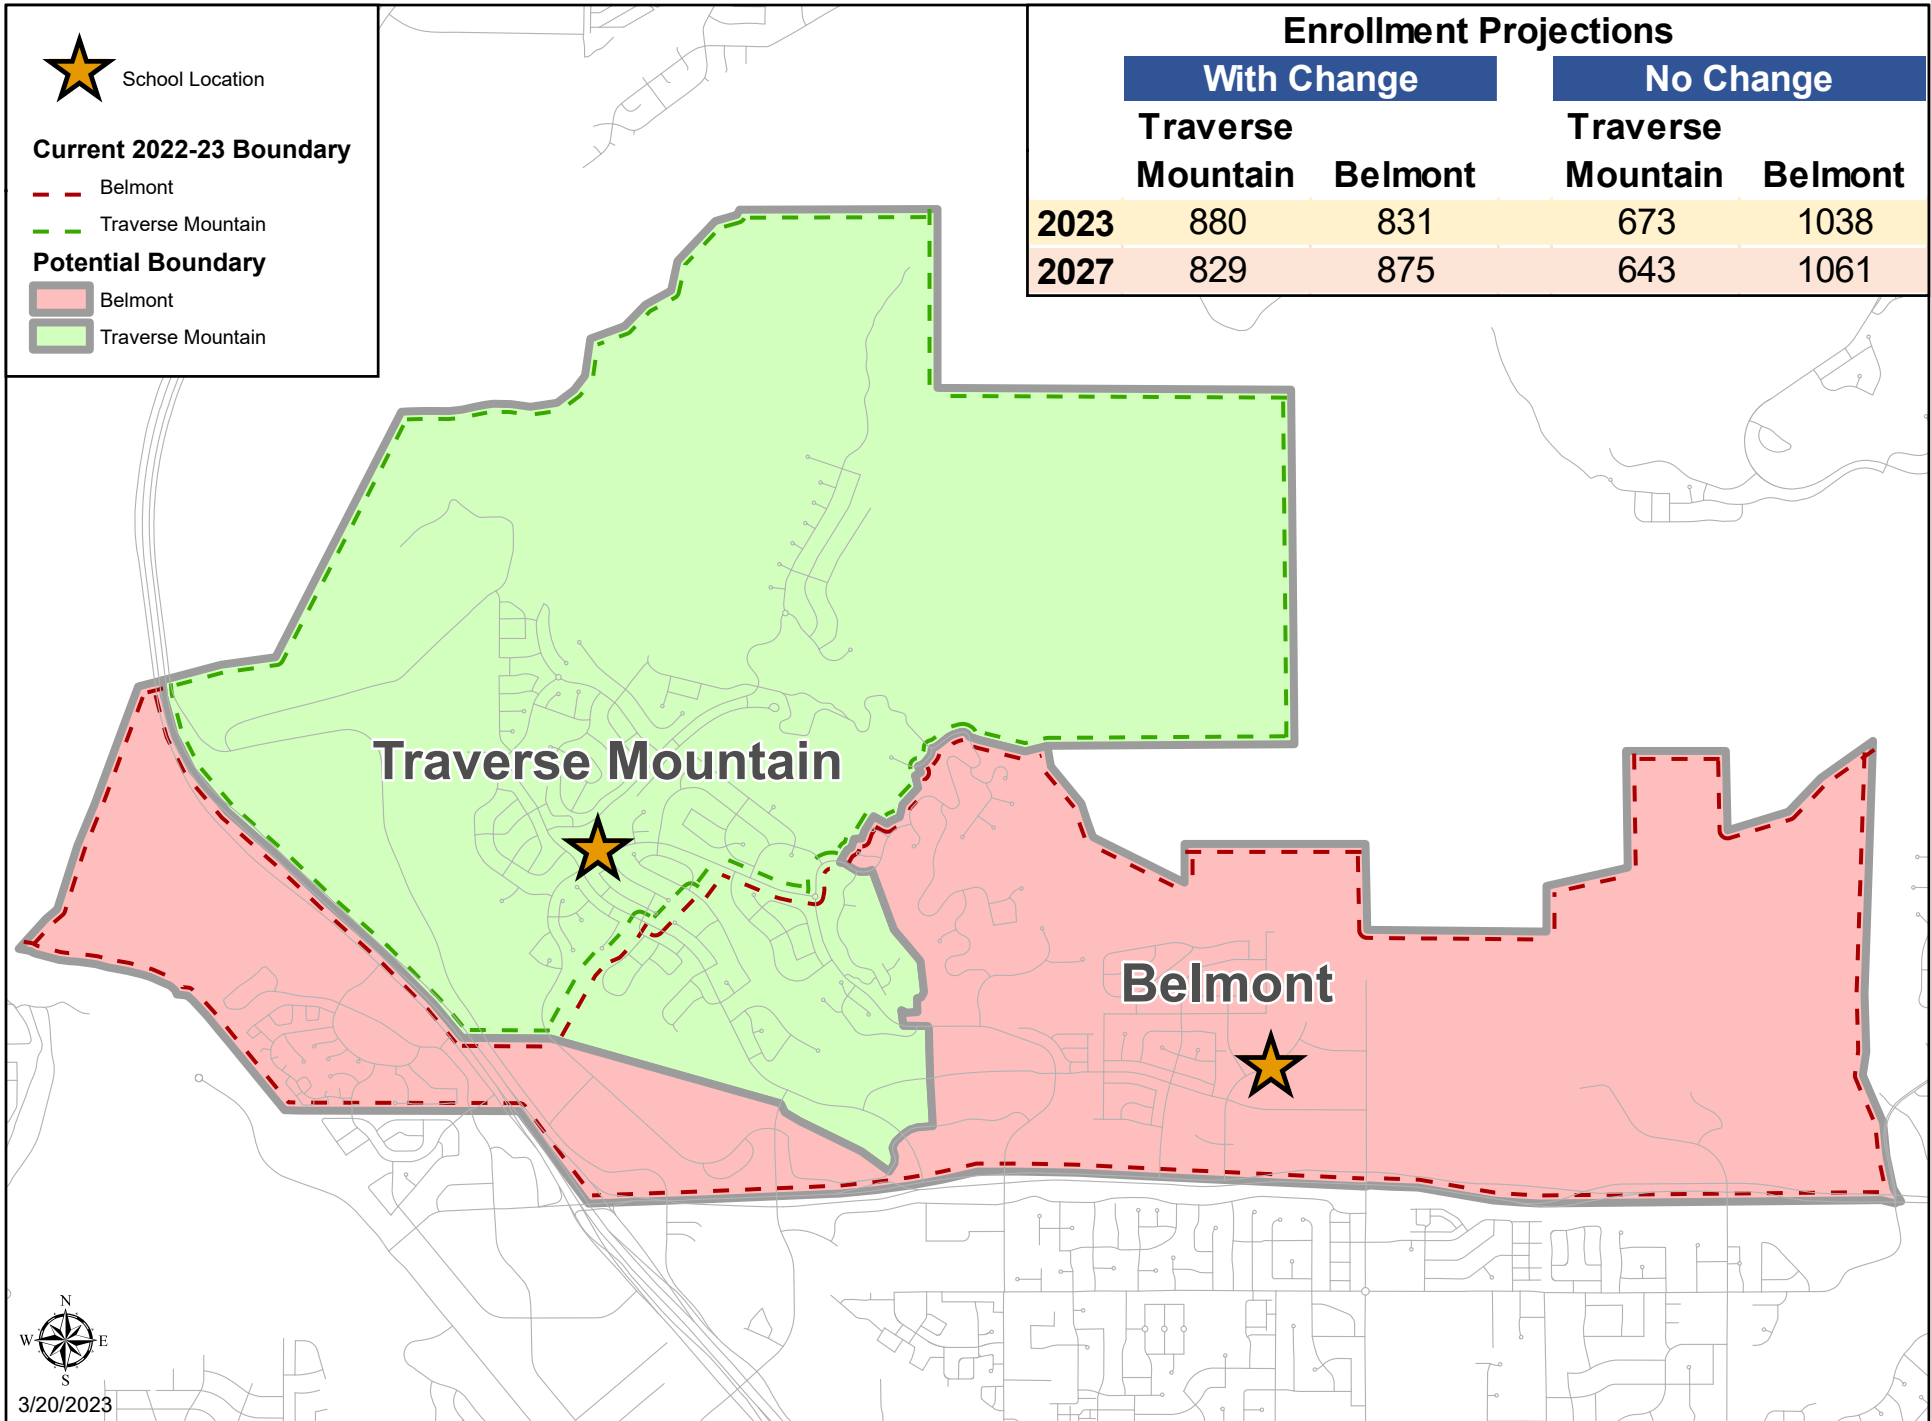 School Location
Current 2022-23 Boundary
Belmont
Traverse Mountain
Potential Boundary
Belmont
Traverse Mountain
Enrollment Projections
With Change No Change
Traverse Traverse
Mountain Belmont Mountain Belmont
2023 880 831 673 1038
2027 829 875 643 1061
Traverse Mountain
Belmont
N
W E
S
3/20/2023